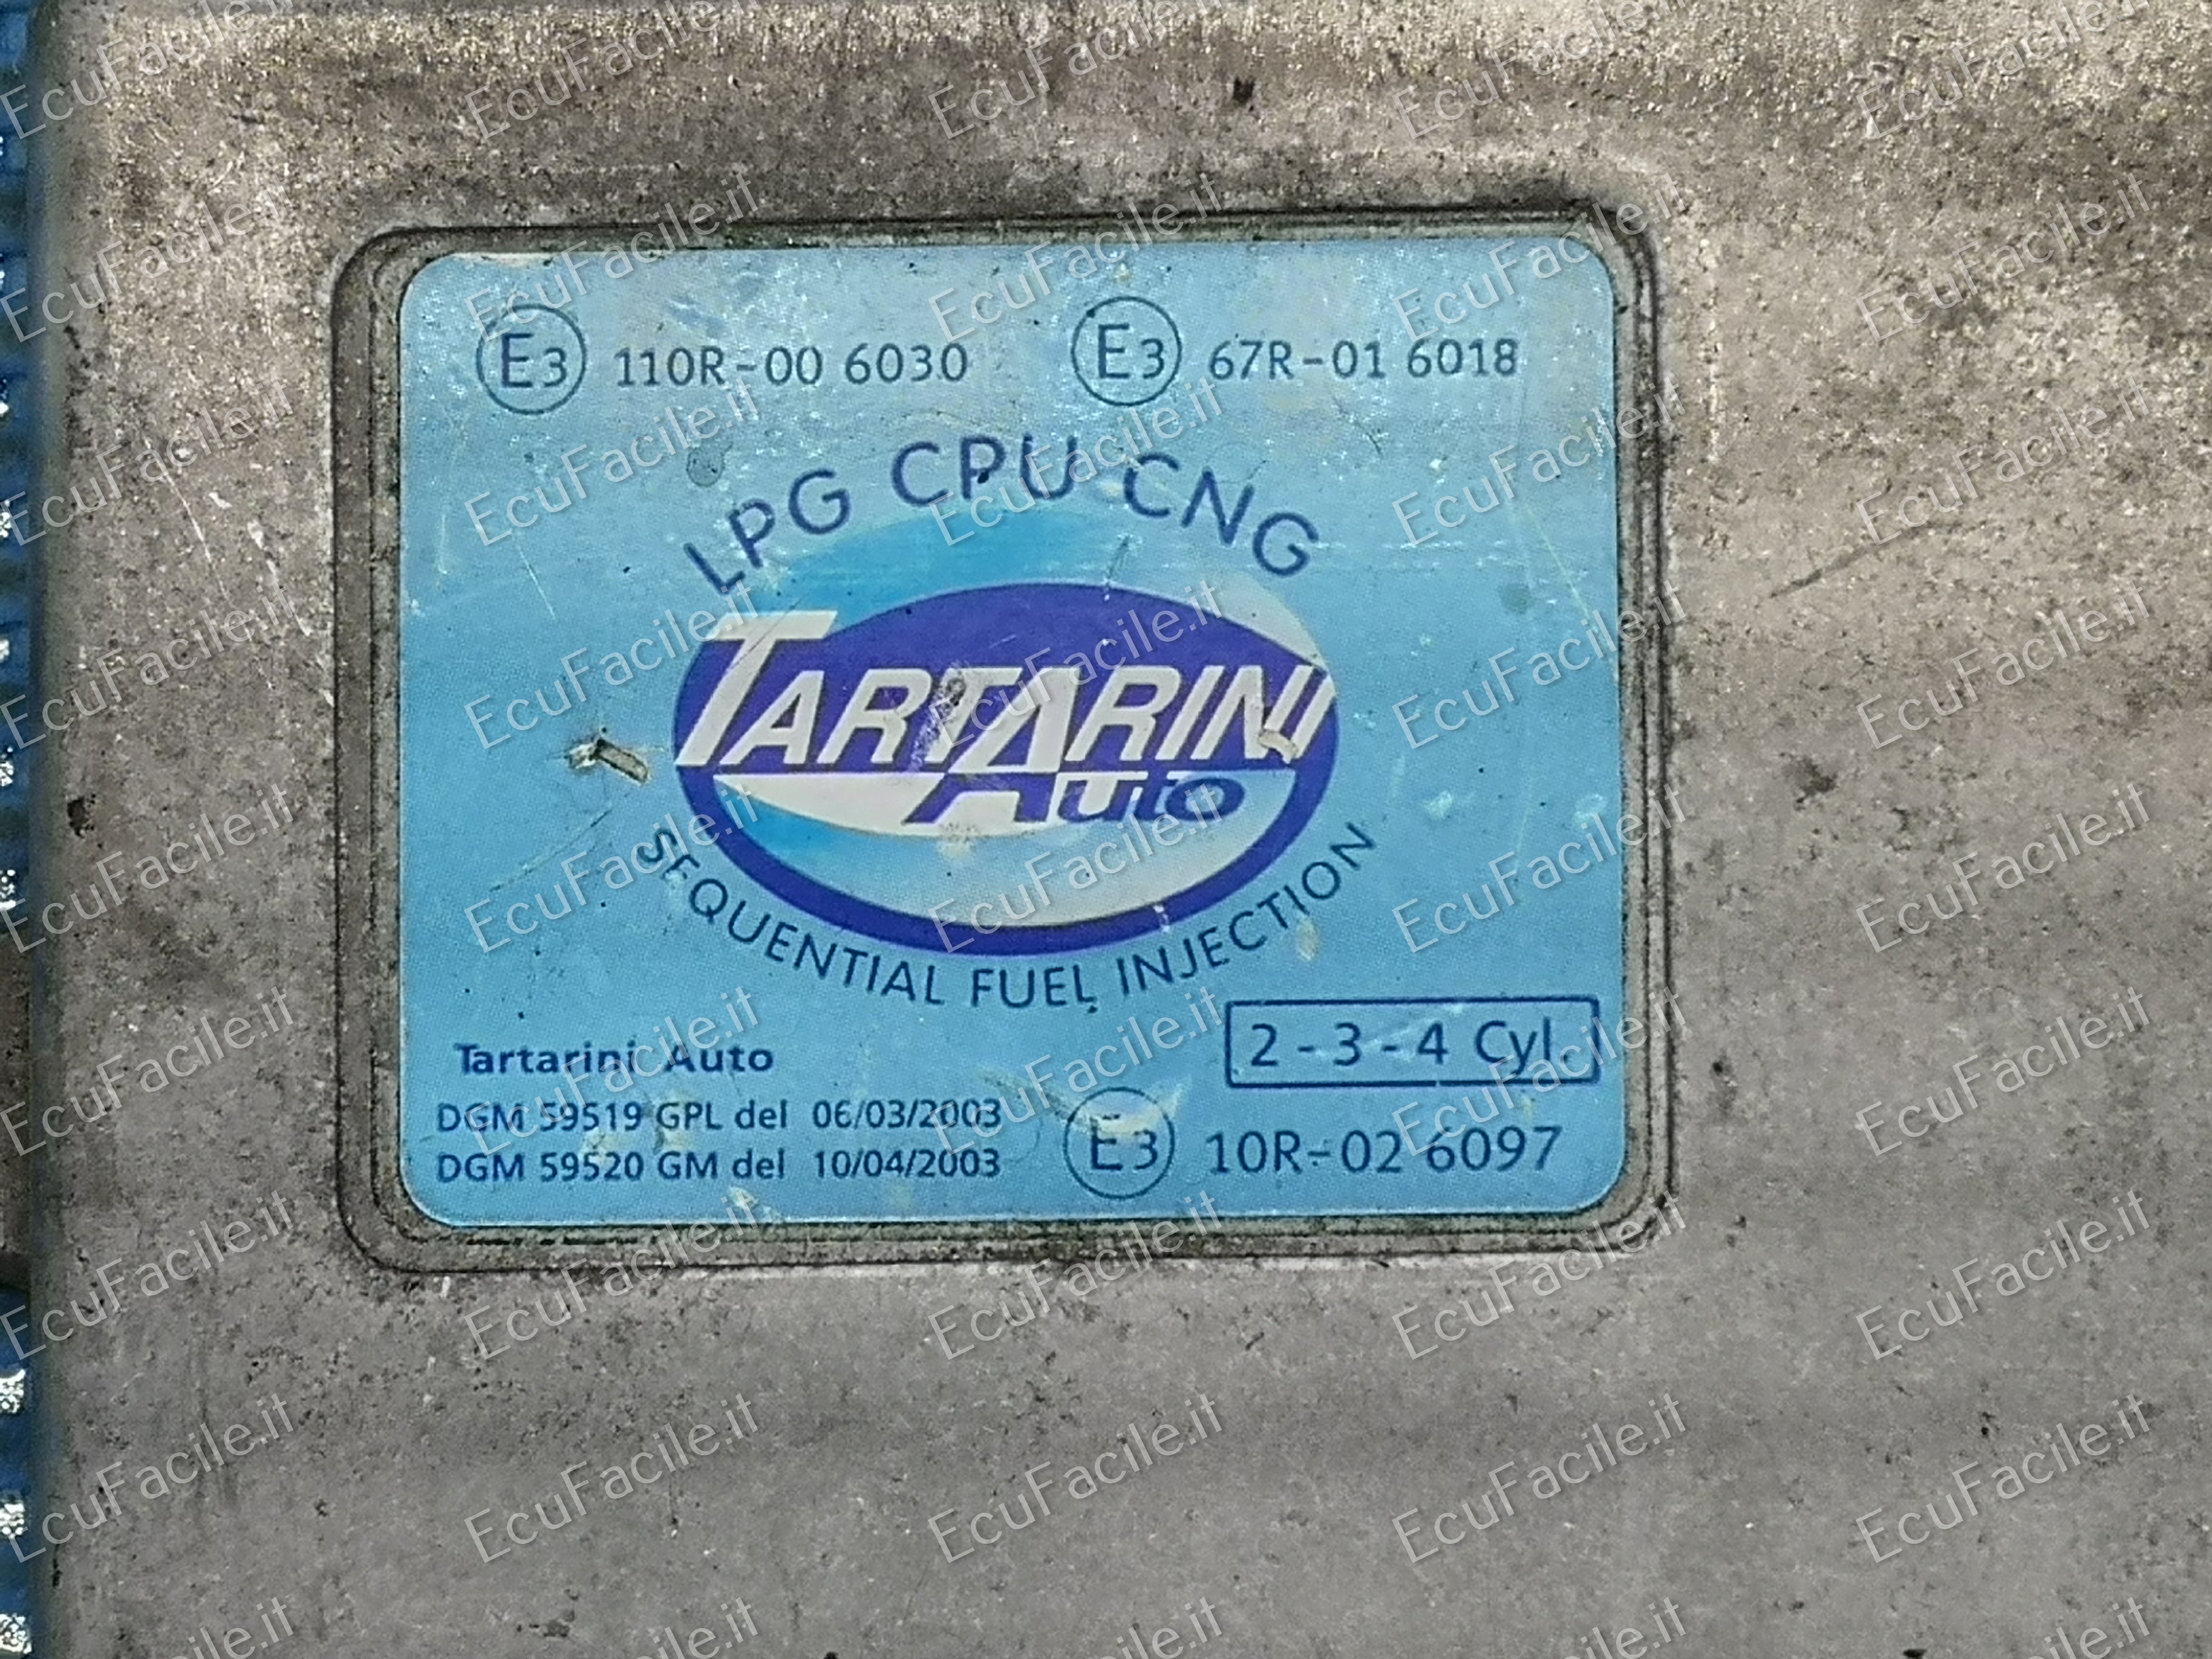 E3 110R-00 6030 E3 67R-01 6018
LPG CPU CNG
TARTARINI
Auto
SEQUENTIAL FUEL INJECTION
2 - 3 - 4 Cyl.
Tartarini Auto
DGM 59519 GPL del 06/03/2003
DGM 59520 GM del 10/04/2003
E3 10R-02 6097
EcuFacile.it